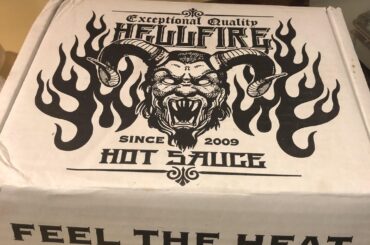 Exceptional Quality
HELLFIRE
SINCE 2009
HOT SAUCE
FEEL THE HEAT